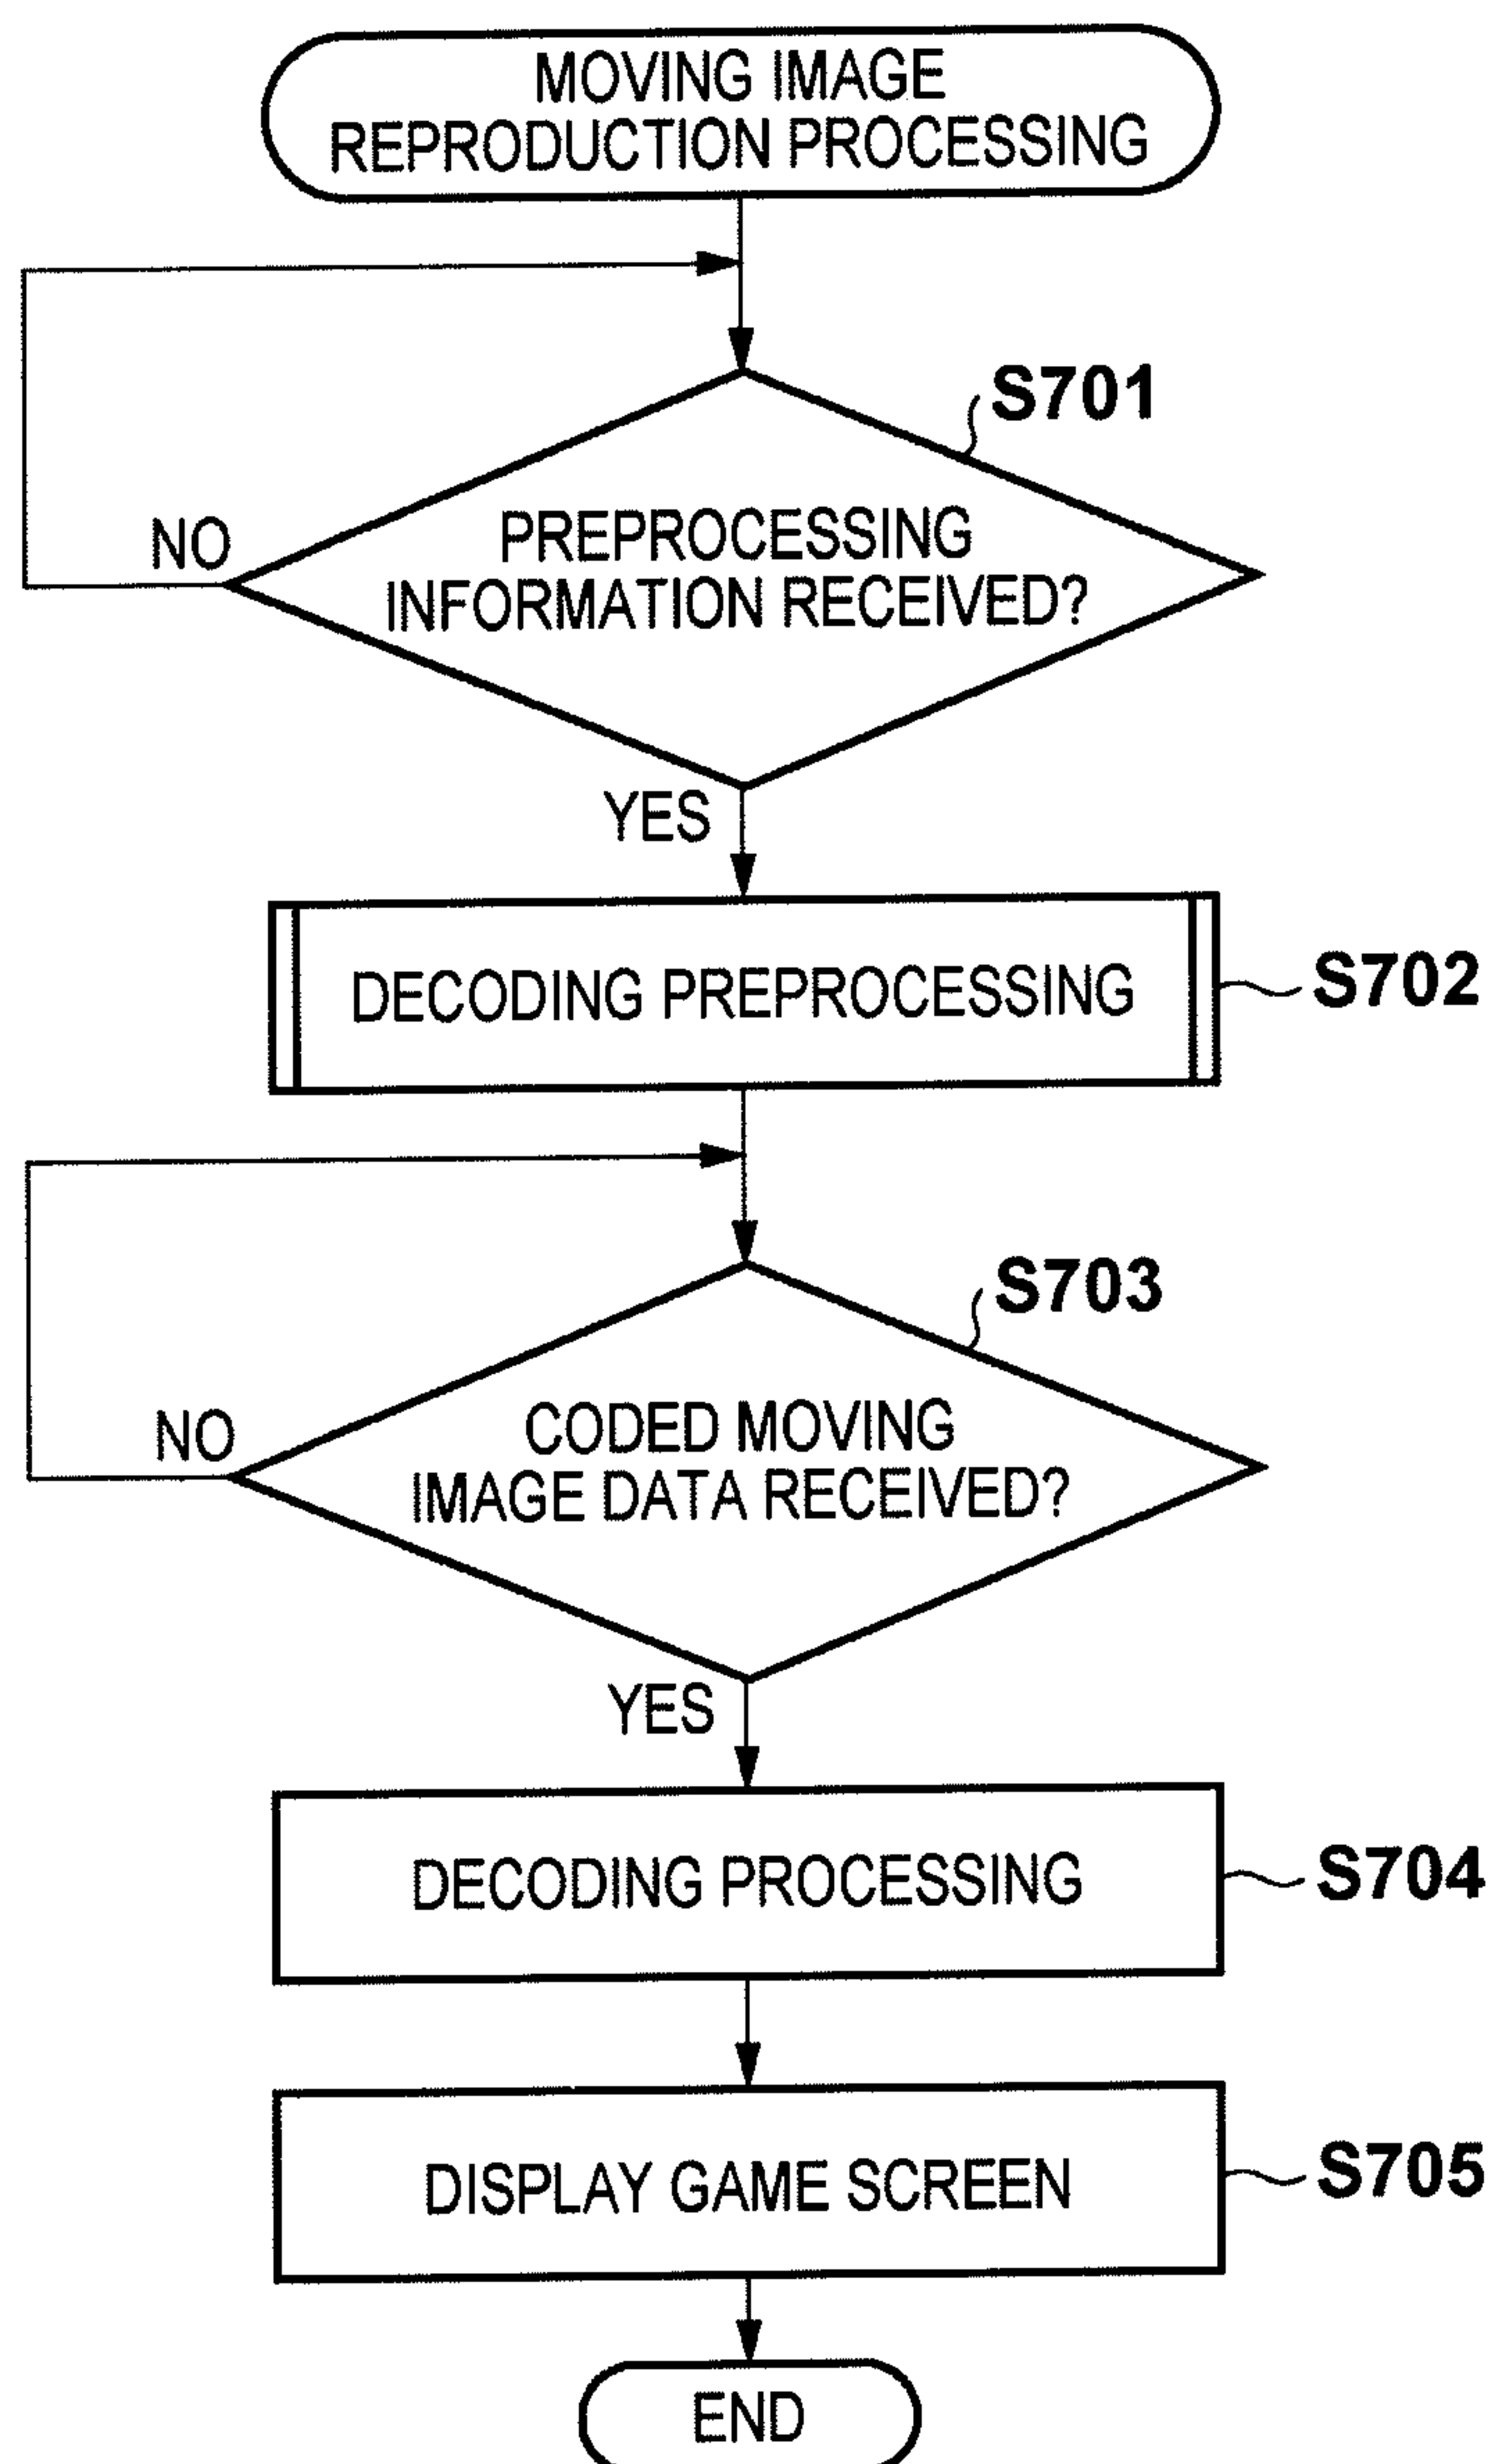 MOVING IMAGE
REPRODUCTION PROCESSING
S701
NO
PREPROCESSING
INFORMATION RECEIVED?
YES
DECODING PREPROCESSING
S702
S703
NO
CODED MOVING
IMAGE DATA RECEIVED?
YES
DECODING PROCESSING
S704
DISPLAY GAME SCREEN
S705
END